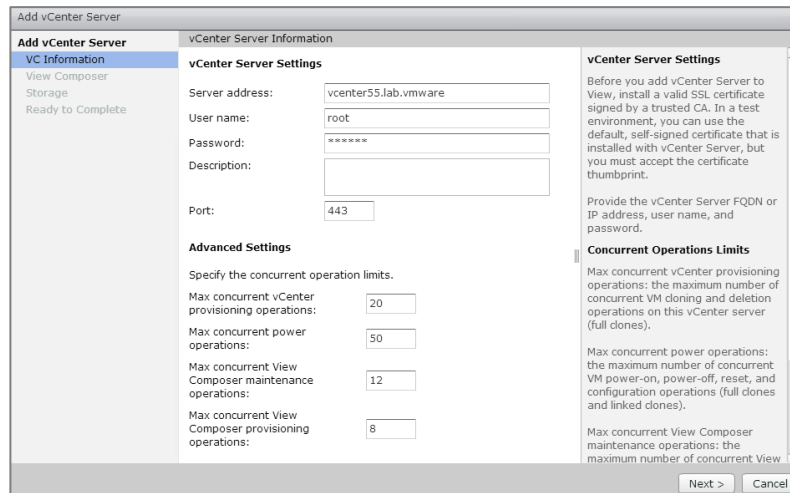 Add vCenter Server
Add vCenter Server
VC Information
View Composer
Storage
Ready to Complete
vCenter Server Information
vCenter Server Settings
Server address:
vcenter55.lab.vmware
User name:
root
Password:
******
Description:
Port:
443
Advanced Settings
Specify the concurrent operation limits.
Max concurrent vCenter
provisioning operations:
20
Max concurrent power
operations:
50
Max concurrent View
Composer maintenance
operations:
12
Max concurrent View
Composer provisioning
operations:
8
vCenter Server Settings
Before you add vCenter Server to
View, install a valid SSL certificate
signed by a trusted CA. In a test
environment, you can use the
default, self-signed certificate that is
installed with vCenter Server, but
you must accept the certificate
thumbprint.
Provide the vCenter Server FQDN or
IP address, user name, and
password.
Concurrent Operations Limits
Max concurrent vCenter provisioning
operations: the maximum number of
concurrent VM cloning and deletion
operations on this vCenter server
(full clones).
Max concurrent power operations:
the maximum number of concurrent
VM power-on, power-off, reset, and
configuration operations (full clones
and linked clones).
Max concurrent View Composer
maintenance operations: the
maximum number of concurrent View
Next >
Cancel